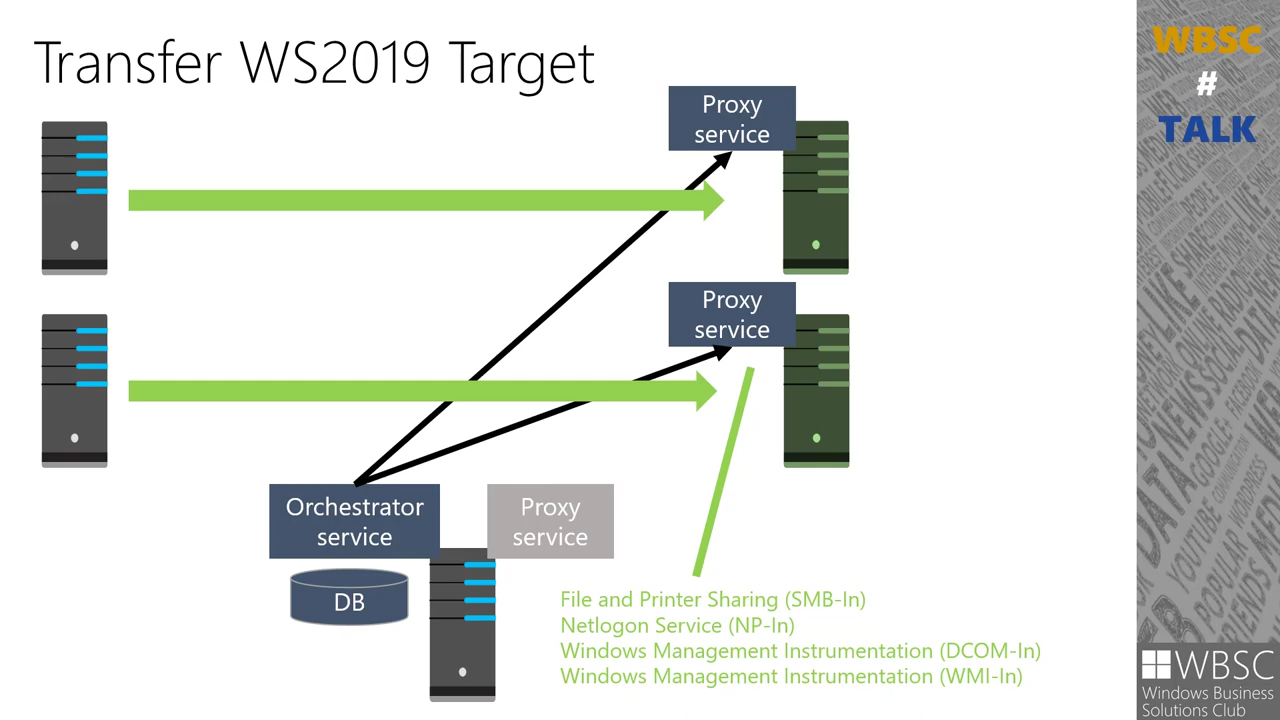 Transfer WS2019 Target
Proxy
service
Proxy
service
Orchestrator
service
Proxy
service
DB
File and Printer Sharing (SMB-In)
Netlogon Service (NP-In)
Windows Management Instrumentation (DCOM-In)
Windows Management Instrumentation (WMI-In)
WBSC
#
TALK
WBSC
Windows Business
Solutions Club